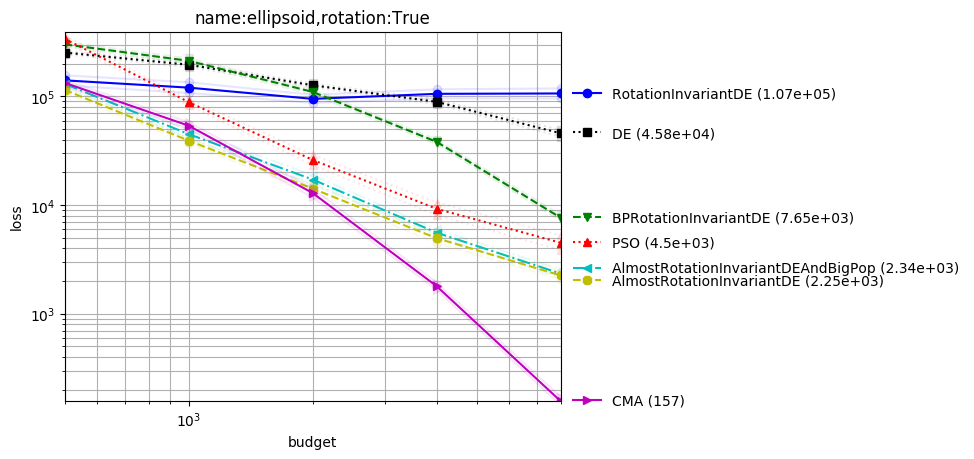 name:ellipsoid,rotation:True
10^5
10^4
10^3
loss
10^3
budget
RotationInvariantDE (1.07e+05)
DE (4.58e+04)
BPRotationInvariantDE (7.65e+03)
PSO (4.5e+03)
AlmostRotationInvariantDEAndBigPop (2.34e+03)
AlmostRotationInvariantDE (2.25e+03)
CMA (157)